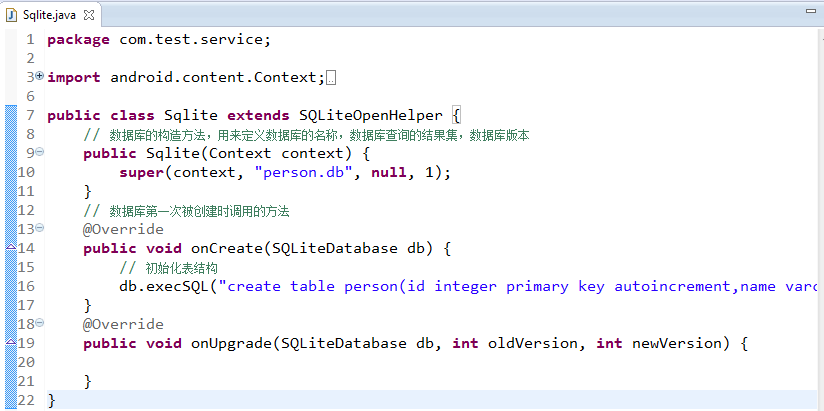 Sqlite.java
1 package com.test.service;
2
3 import android.content.Context;
6
7 public class Sqlite extends SQLiteOpenHelper {
8 // 数据库的构造方法，用来定义数据库的名称，数据库查询的结果集，数据库版本
9 public Sqlite(Context context) {
10 super(context, "person.db", null, 1);
11 }
12 // 数据库第一次被创建时调用的方法
13 @Override
14 public void onCreate(SQLiteDatabase db) {
15 // 初始化表结构
16 db.execSQL("create table person(id integer primary key autoincrement,name varc
17 }
18 @Override
19 public void onUpgrade(SQLiteDatabase db, int oldVersion, int newVersion) {
20
21 }
22 }